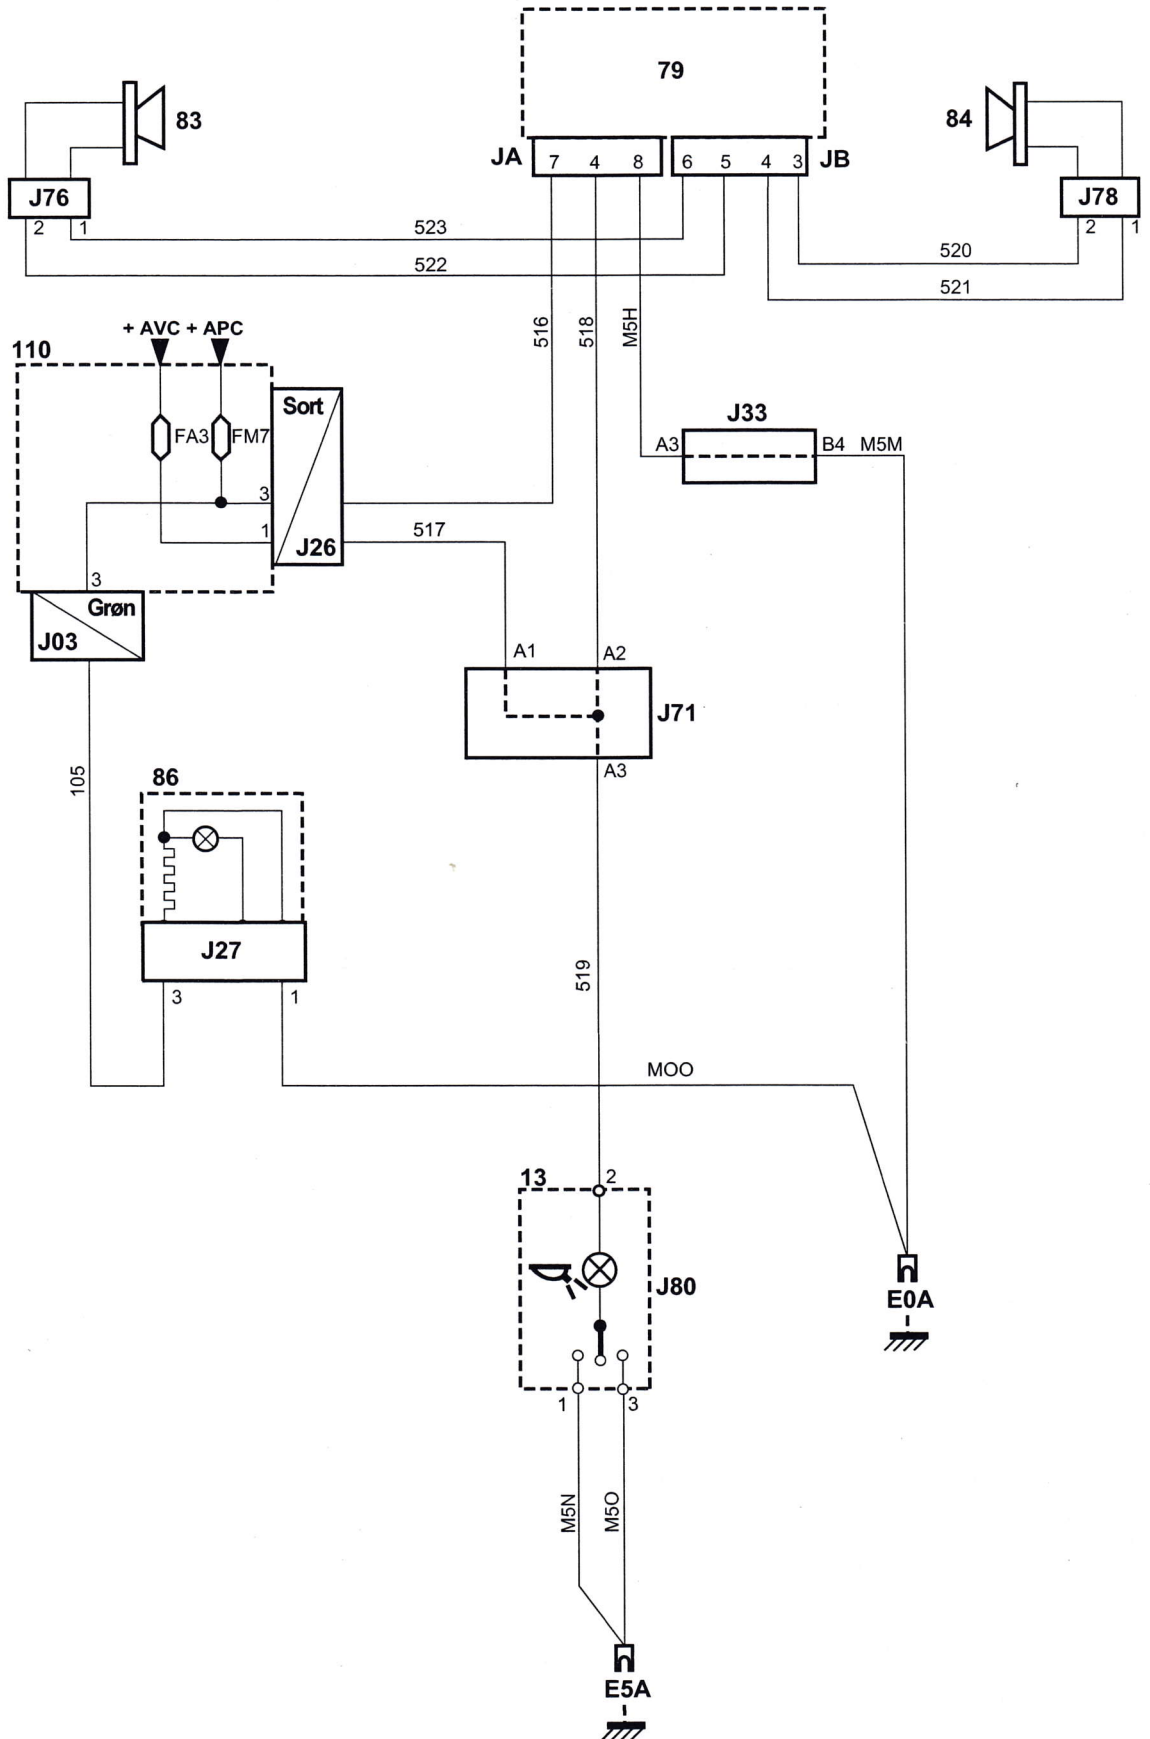 79
83
84
JA
7 4 8
6 5 4 3
JB
J76
J78
2 1
2 1
523
522
520
521
516
518
M5H
+ AVC + APC
110
Sort
J33
FA3
FM7
A3
B4
M5M
3
1
J26
517
3
Grøn
J03
A1
A2
J71
A3
105
86
J27
3
1
519
MOO
13
2
J80
E0A
1
3
M5N
M5O
E5A